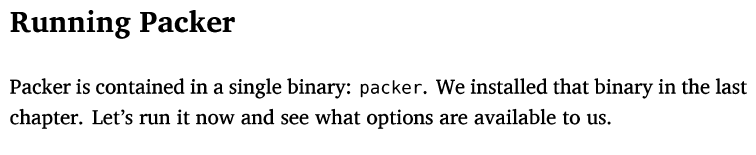 Running Packer
Packer is contained in a single binary: packer. We installed that binary in the last
chapter. Let’s run it now and see what options are available to us.